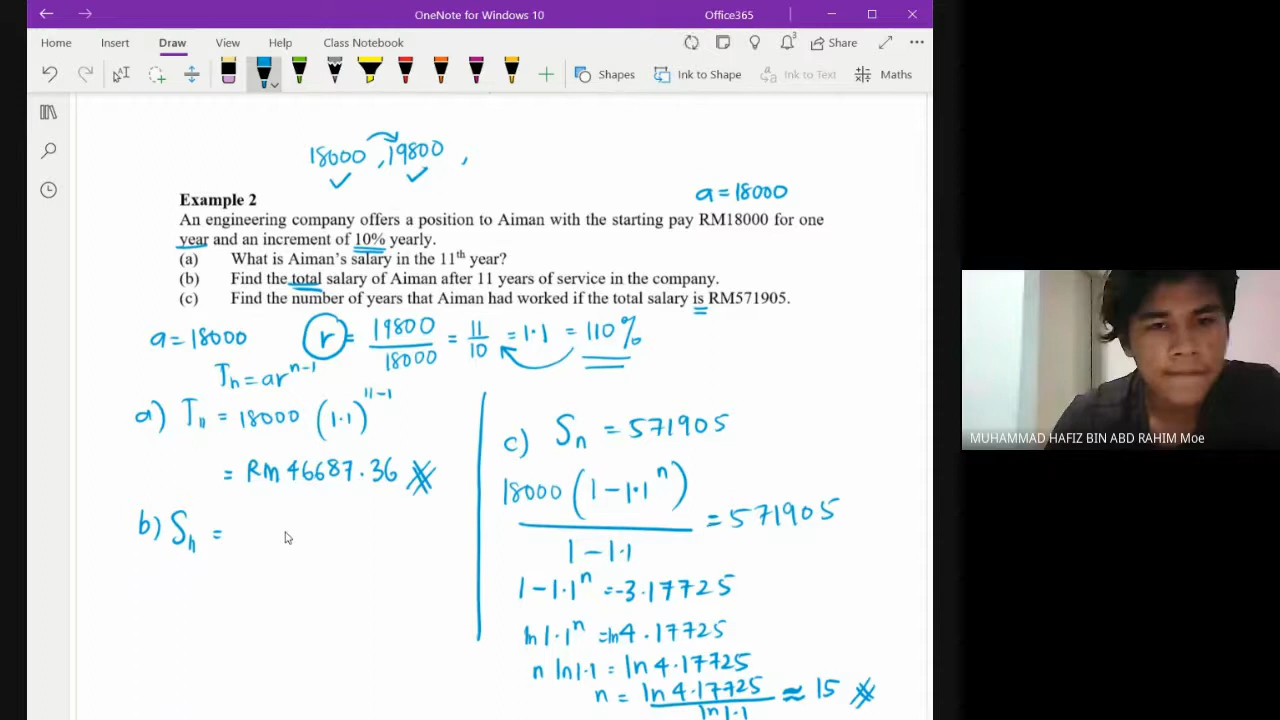 OneNote for Windows 10
Office365
Home Insert Draw View Help Class Notebook
3
Share
Shapes
Ink to Shape
Ink to Text
Maths
18000 , 19800 ,
a = 18000
Example 2
An engineering company offers a position to Aiman with the starting pay RM18000 for one
year and an increment of 10% yearly.
(a) What is Aiman's salary in the 11th year?
(b) Find the total salary of Aiman after 11 years of service in the company.
(c) Find the number of years that Aiman had worked if the total salary is RM571905.
a = 18000 r = 19800/18000 = 11/10 = 1.1 = 110%
Tn = ar^(n-1)
a) T11 = 18000 (1.1)^(11-1)
= RM 46687.36
b) S11 =
c) Sn = 571905
18000 (1 - 1.1^n) / 1 - 1.1 = 571905
1 - 1.1^n = -3.17725
ln 1.1^n = ln 4.17725
n ln 1.1 = ln 4.17725
n = ln 4.17725 / ln 1.1 ≈ 15
MUHAMMAD HAFIZ BIN ABD RAHIM Moe